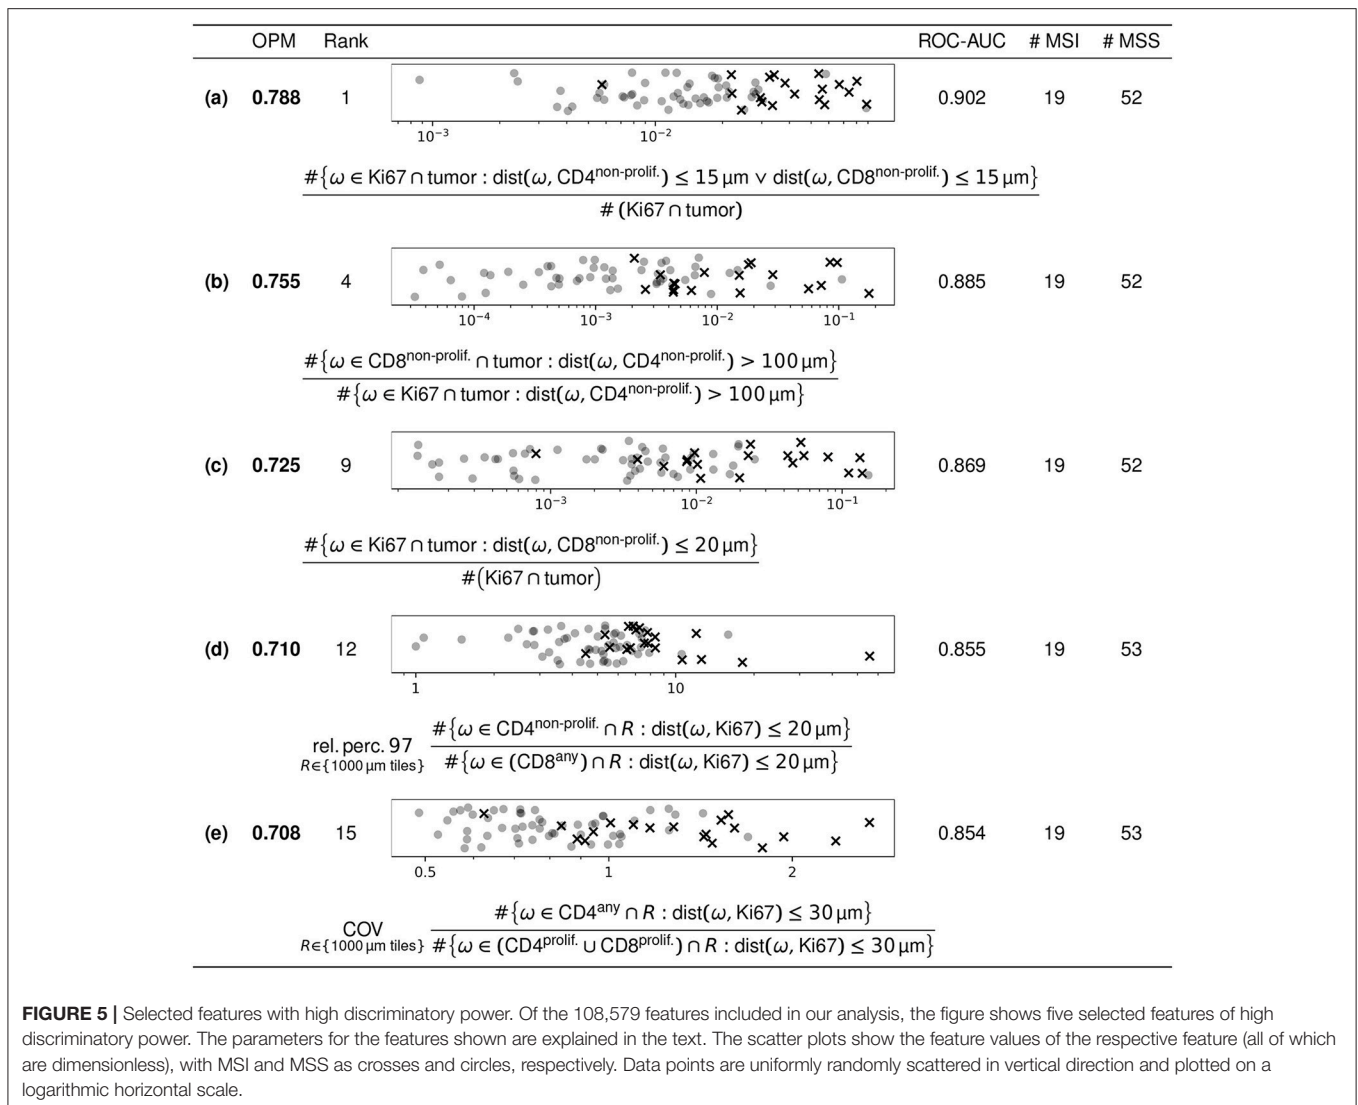 OPM Rank ROC-AUC # MSI # MSS
(a) 0.788 1 0.902 19 52
10⁻³ 10⁻²
#{ω ∈ Ki67 ∩ tumor : dist(ω, CD4^non-prolif.) ≤ 15 μm ∨ dist(ω, CD8^non-prolif.) ≤ 15 μm}
# (Ki67 ∩ tumor)
(b) 0.755 4 0.885 19 52
10⁻⁴ 10⁻³ 10⁻² 10⁻¹
#{ω ∈ CD8^non-prolif. ∩ tumor : dist(ω, CD4^non-prolif.) > 100 μm}
#{ω ∈ Ki67 ∩ tumor : dist(ω, CD4^non-prolif.) > 100 μm}
(c) 0.725 9 0.869 19 52
10⁻³ 10⁻² 10⁻¹
#{ω ∈ Ki67 ∩ tumor : dist(ω, CD8^non-prolif.) ≤ 20 μm}
#(Ki67 ∩ tumor)
(d) 0.710 12 0.855 19 53
1 10
#{ω ∈ CD4^non-prolif. ∩ R : dist(ω, Ki67) ≤ 20 μm}
rel. perc. 97
R∈{1000 μm tiles}
#{ω ∈ (CD8^any) ∩ R : dist(ω, Ki67) ≤ 20 μm}
(e) 0.708 15 0.854 19 53
0.5 1 2
#{ω ∈ CD4^any ∩ R : dist(ω, Ki67) ≤ 30 μm}
COV
R∈{1000 μm tiles}
#{ω ∈ (CD4^prolif. ∪ CD8^prolif.) ∩ R : dist(ω, Ki67) ≤ 30 μm}
FIGURE 5 | Selected features with high discriminatory power. Of the 108,579 features included in our analysis, the figure shows five selected features of high
discriminatory power. The parameters for the features shown are explained in the text. The scatter plots show the feature values of the respective feature (all of which
are dimensionless), with MSI and MSS as crosses and circles, respectively. Data points are uniformly randomly scattered in vertical direction and plotted on a
logarithmic horizontal scale.